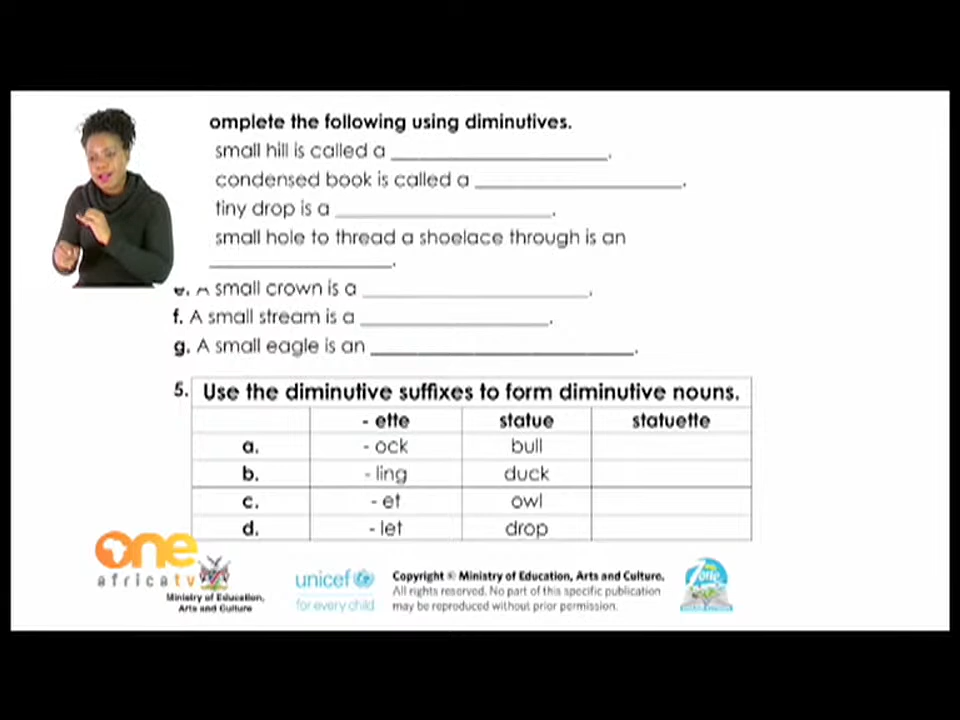 omplete the following using diminutives.
small hill is called a ____________________.
condensed book is called a ____________________.
tiny drop is a ____________________.
small hole to thread a shoelace through is an
____________________.
e. A small crown is a ____________________.
f. A small stream is a ____________________.
g. A small eagle is an ____________________.
5. Use the diminutive suffixes to form diminutive nouns.
- ette statue statuette
a. - ock bull
b. - ling duck
c. - et owl
d. - let drop
one
africa tv
Ministry of Education,
Arts and Culture
unicef
for every child
Copyright © Ministry of Education, Arts and Culture.
All rights reserved. No part of this specific publication
may be reproduced without prior permission.
Zone